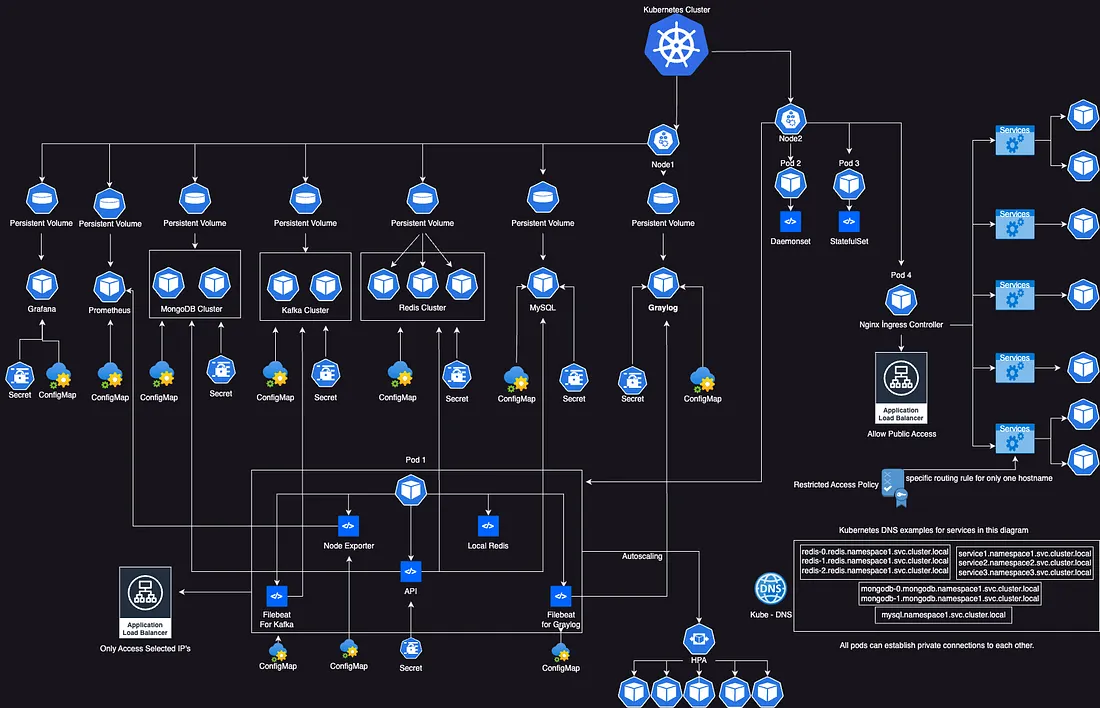 Kubernetes Cluster
Node1
Node2
Pod 2
Pod 3
Daemonset
StatefulSet
Persistent Volume
Persistent Volume
Persistent Volume
Persistent Volume
Persistent Volume
Persistent Volume
Persistent Volume
Grafana
Prometheus
MongoDB Cluster
Kafka Cluster
Redis Cluster
MySQL
Graylog
Secret
ConfigMap
ConfigMap
ConfigMap
Secret
ConfigMap
Secret
ConfigMap
Secret
ConfigMap
Secret
Secret
ConfigMap
Pod 4
Nginx Ingress Controller
Application
Load Balancer
Allow Public Access
Services
Services
Services
Services
Services
Restricted Access Policy
specific routing rule for only one hostname
Pod 1
Node Exporter
Local Redis
API
Filebeat
For Kafka
Filebeat
for Graylog
ConfigMap
ConfigMap
Secret
ConfigMap
Application
Load Balancer
Only Access Selected IP's
Autoscaling
HPA
Kubernetes DNS examples for services in this diagram
redis-0.redis.namespace1.svc.cluster.local
redis-1.redis.namespace1.svc.cluster.local
redis-2.redis.namespace1.svc.cluster.local
service1.namespace1.svc.cluster.local
service2.namespace2.svc.cluster.local
service3.namespace3.svc.cluster.local
mongodb-0.mongodb.namespace1.svc.cluster.local
mongodb-1.mongodb.namespace1.svc.cluster.local
mysql.namespace1.svc.cluster.local
DNS
Kube - DNS
All pods can establish private connections to each other.